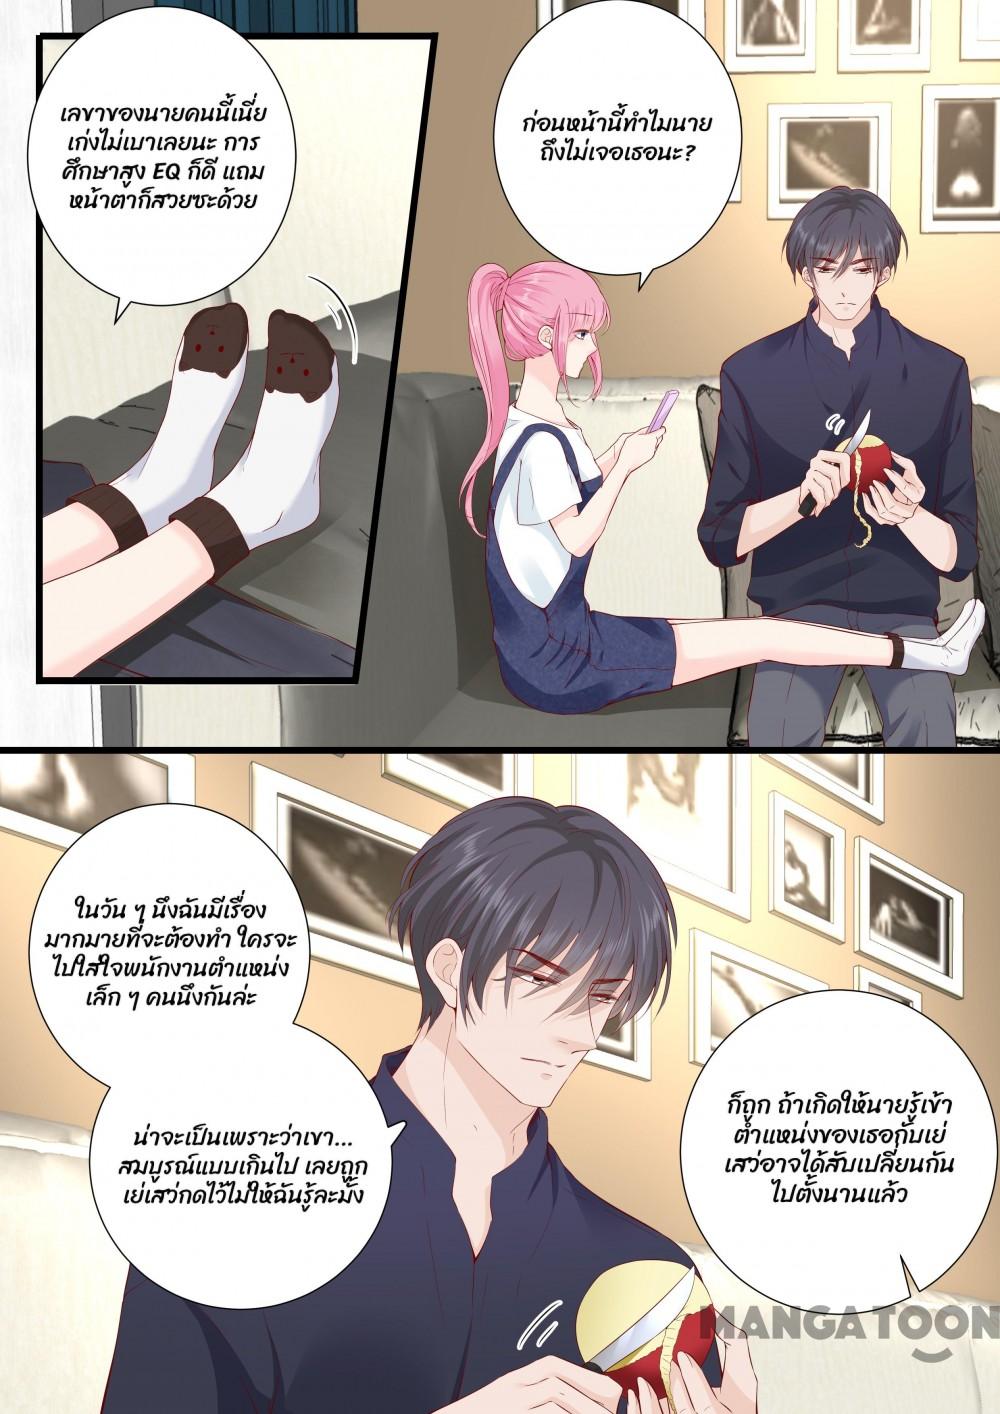 เลขาของนายคนนี้เนี่ย
เก่งไม่เบาเลยนะ การ
ศึกษาสูง EQ ก็ดี แถม
หน้าตาก็สวยซะด้วย
ก่อนหน้านี้ทำไมนาย
ถึงไม่เจอเธอนะ?
ในวัน ๆ นึงฉันมีเรื่อง
มากมายที่จะต้องทำ ใครจะ
ไปใส่ใจพนักงานตำแหน่ง
เล็ก ๆ คนนึงกันล่ะ
น่าจะเป็นเพราะว่าเขา...
สมบูรณ์แบบเกินไป เลยถูก
เย่เสว่กดไว้ไม่ให้ฉันรู้ละมั้ง
ก็ถูก ถ้าเกิดให้นายรู้เข้า
ตำแหน่งของเธอกับเย่
เสว่อาจได้สับเปลี่ยนกัน
ไปตั้งนานแล้ว
MANGATOON